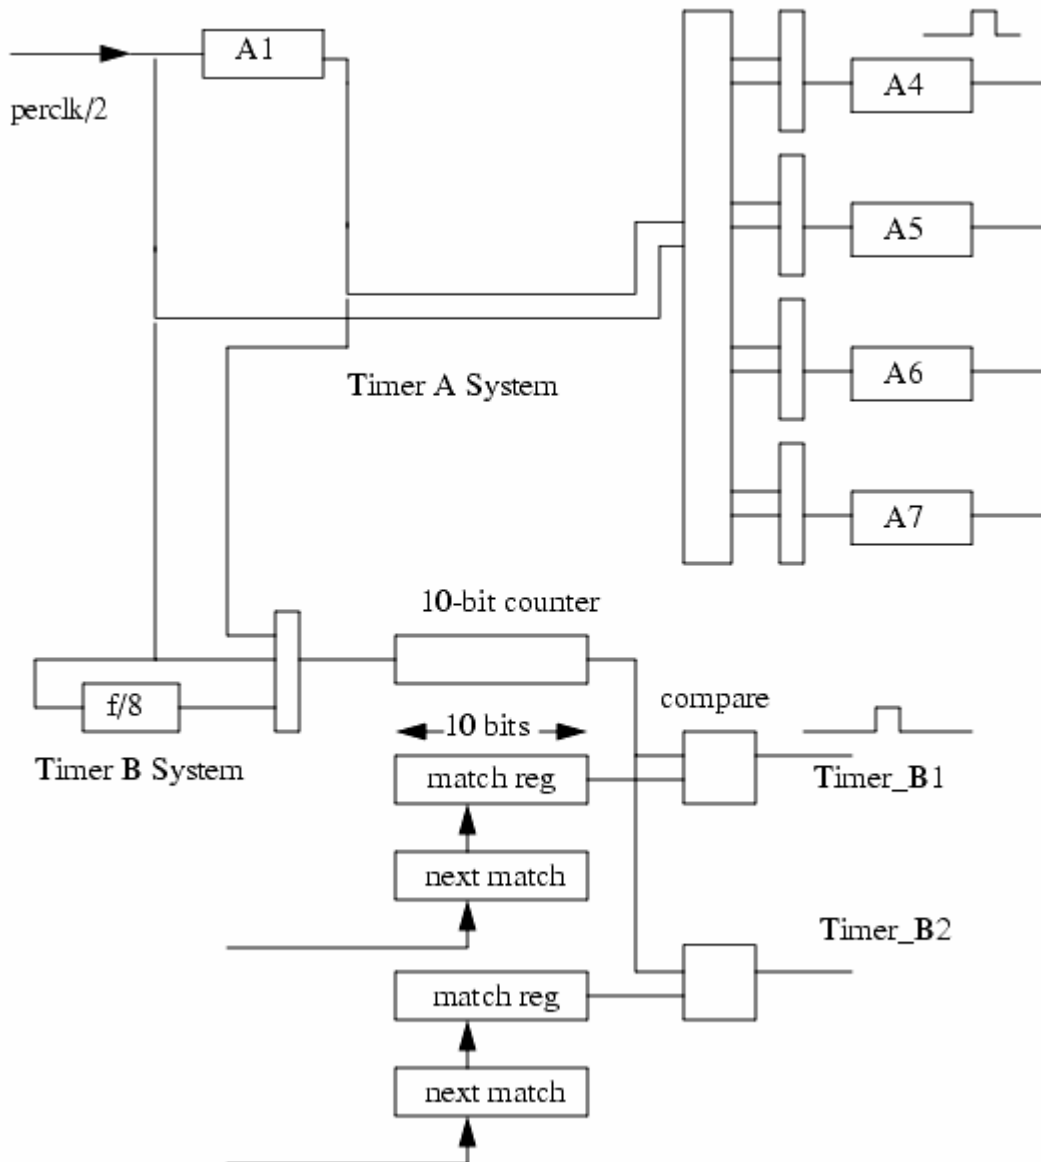 A1
perclk/2
A4
A5
A6
A7
Timer A System
10-bit counter
f/8
Timer B System
10 bits
compare
match reg
Timer_B1
next match
Timer_B2
match reg
next match